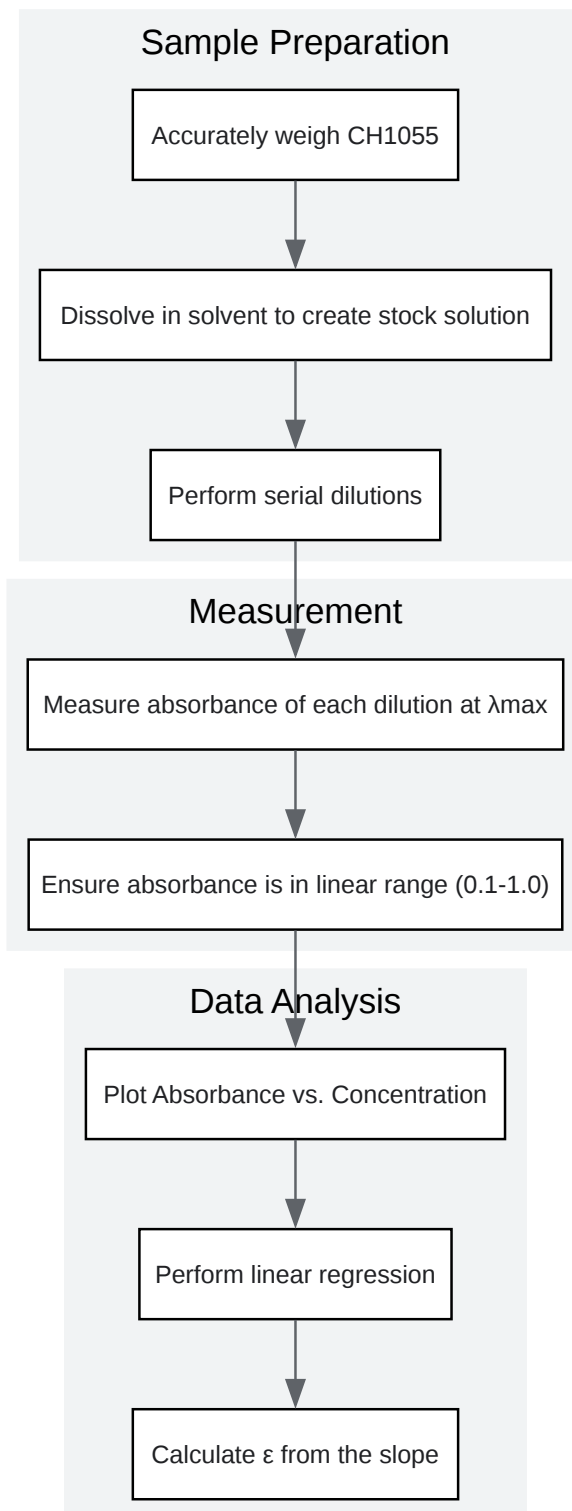 Sample Preparation
Accurately weigh CH1055
Dissolve in solvent to create stock solution
Perform serial dilutions
Measurement
Measure absorbance of each dilution at λmax
Ensure absorbance is in linear range (0.1-1.0)
Data Analysis
Plot Absorbance vs. Concentration
Perform linear regression
Calculate ε from the slope